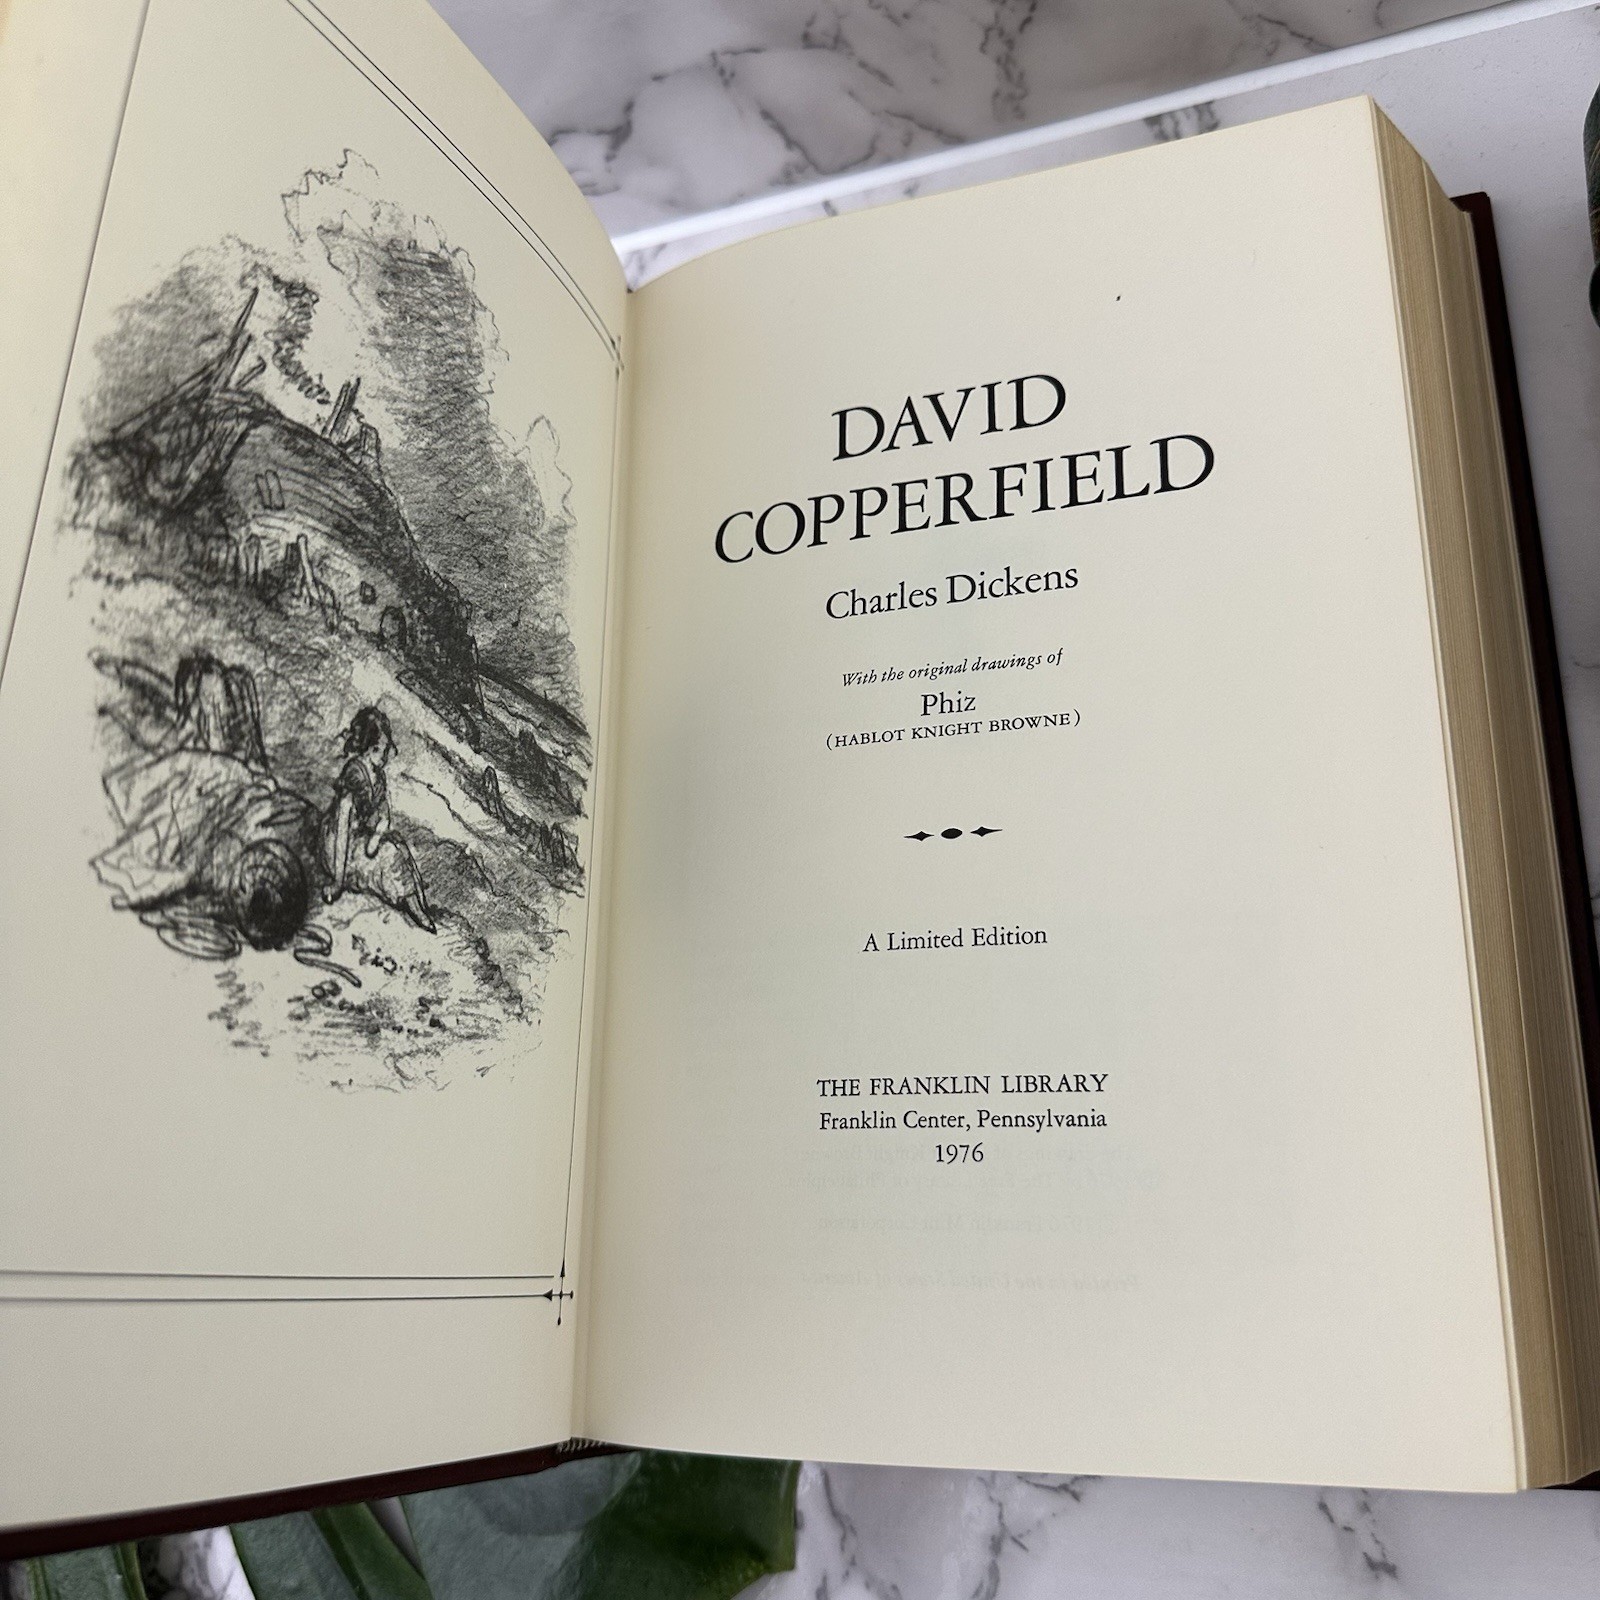 DAVID
COPPERFIELD
Charles Dickens
With the original drawings of
Phiz
(HABLOT KNIGHT BROWNE)
A Limited Edition
THE FRANKLIN LIBRARY
Franklin Center, Pennsylvania
1976